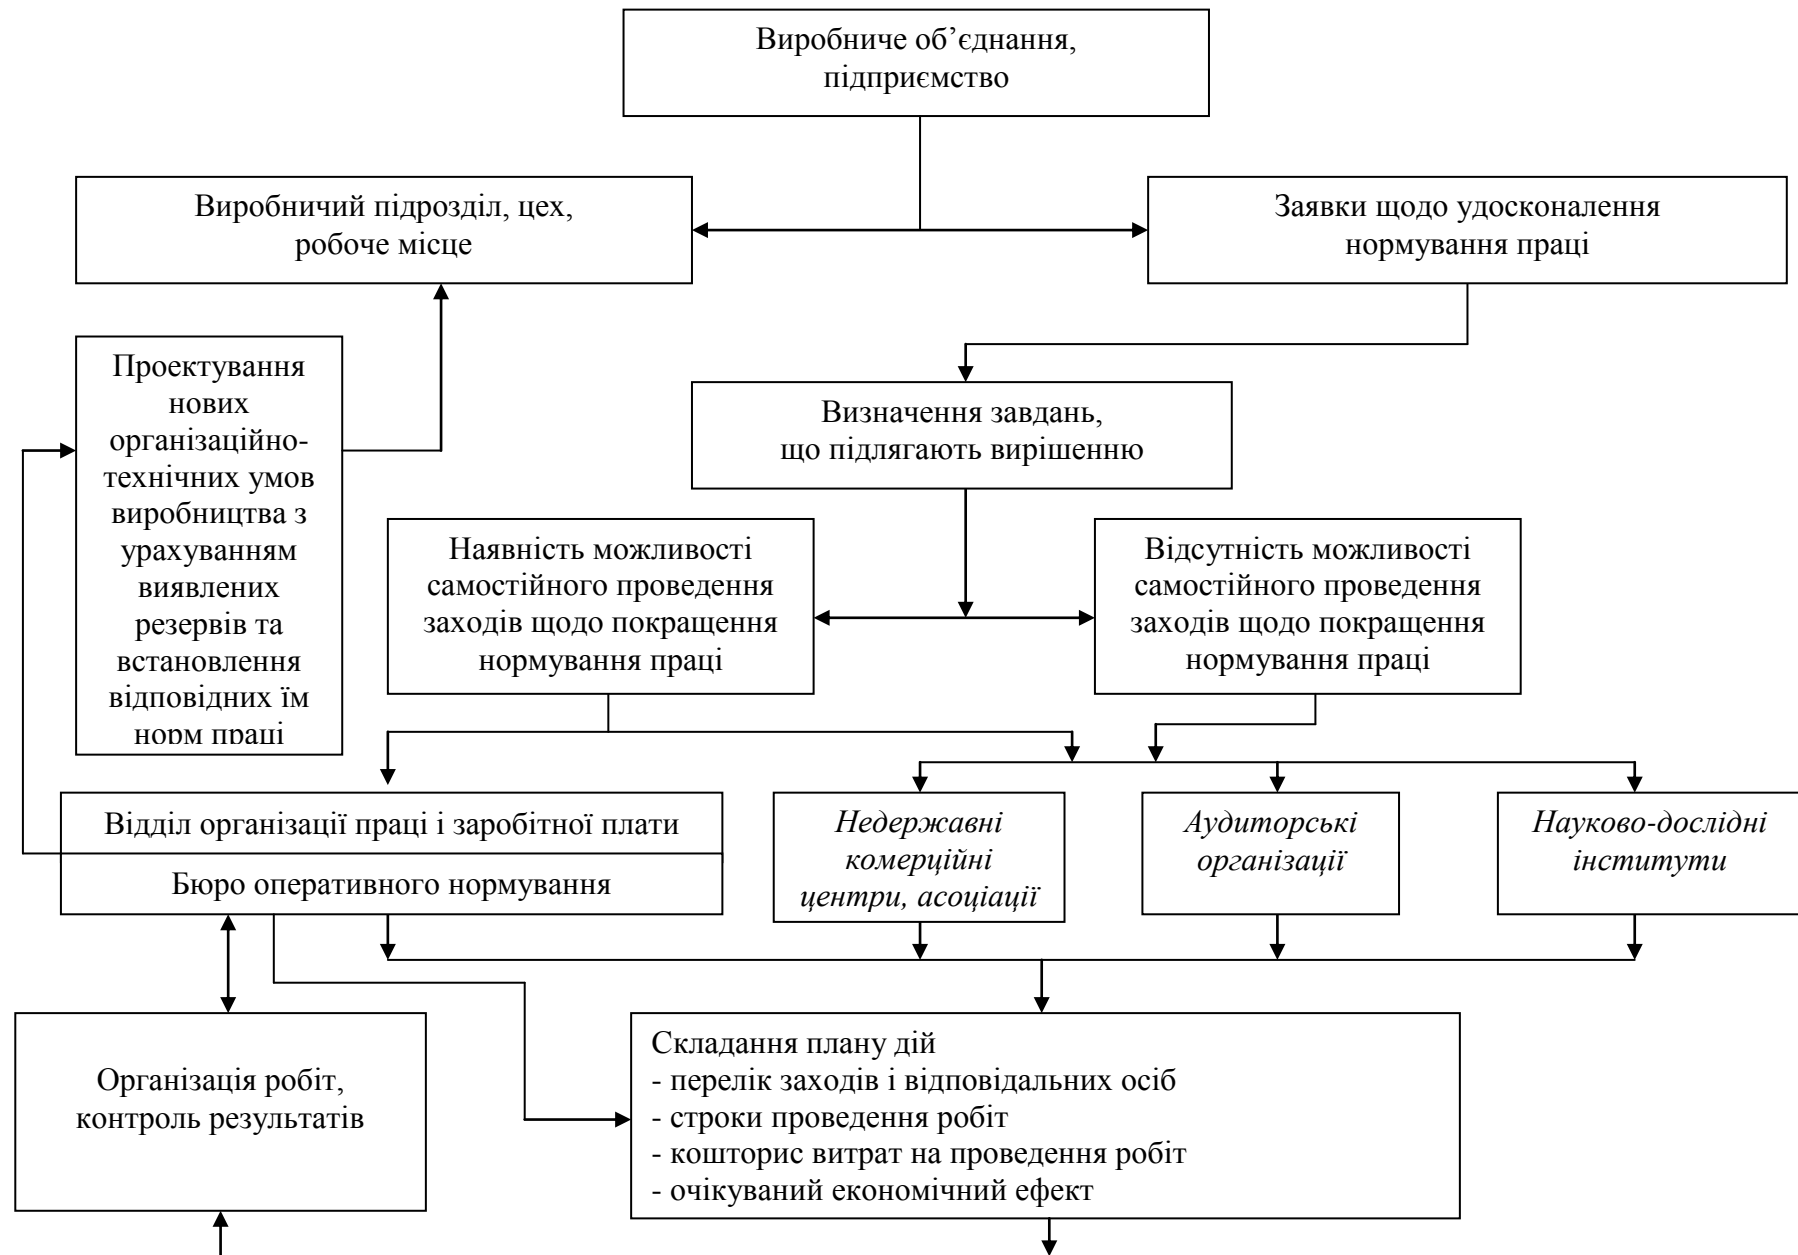 Виробниче об’єднання,
підприємство
Виробничий підрозділ, цех,
робоче місце
Заявки щодо удосконалення
нормування праці
Проектування
нових
організаційно-
технічних умов
виробництва з
урахуванням
виявлених
резервів та
встановлення
відповідних їм
норм праці
Визначення завдань,
що підлягають вирішенню
Наявність можливості
самостійного проведення
заходів щодо покращення
нормування праці
Відсутність можливості
самостійного проведення
заходів щодо покращення
нормування праці
Відділ організації праці і заробітної плати
Бюро оперативного нормування
Недержавні
комерційні
центри, асоціації
Аудиторські
організації
Науково-дослідні
інститути
Організація робіт,
контроль результатів
Складання плану дій
- перелік заходів і відповідальних осіб
- строки проведення робіт
- кошторис витрат на проведення робіт
- очікуваний економічний ефект